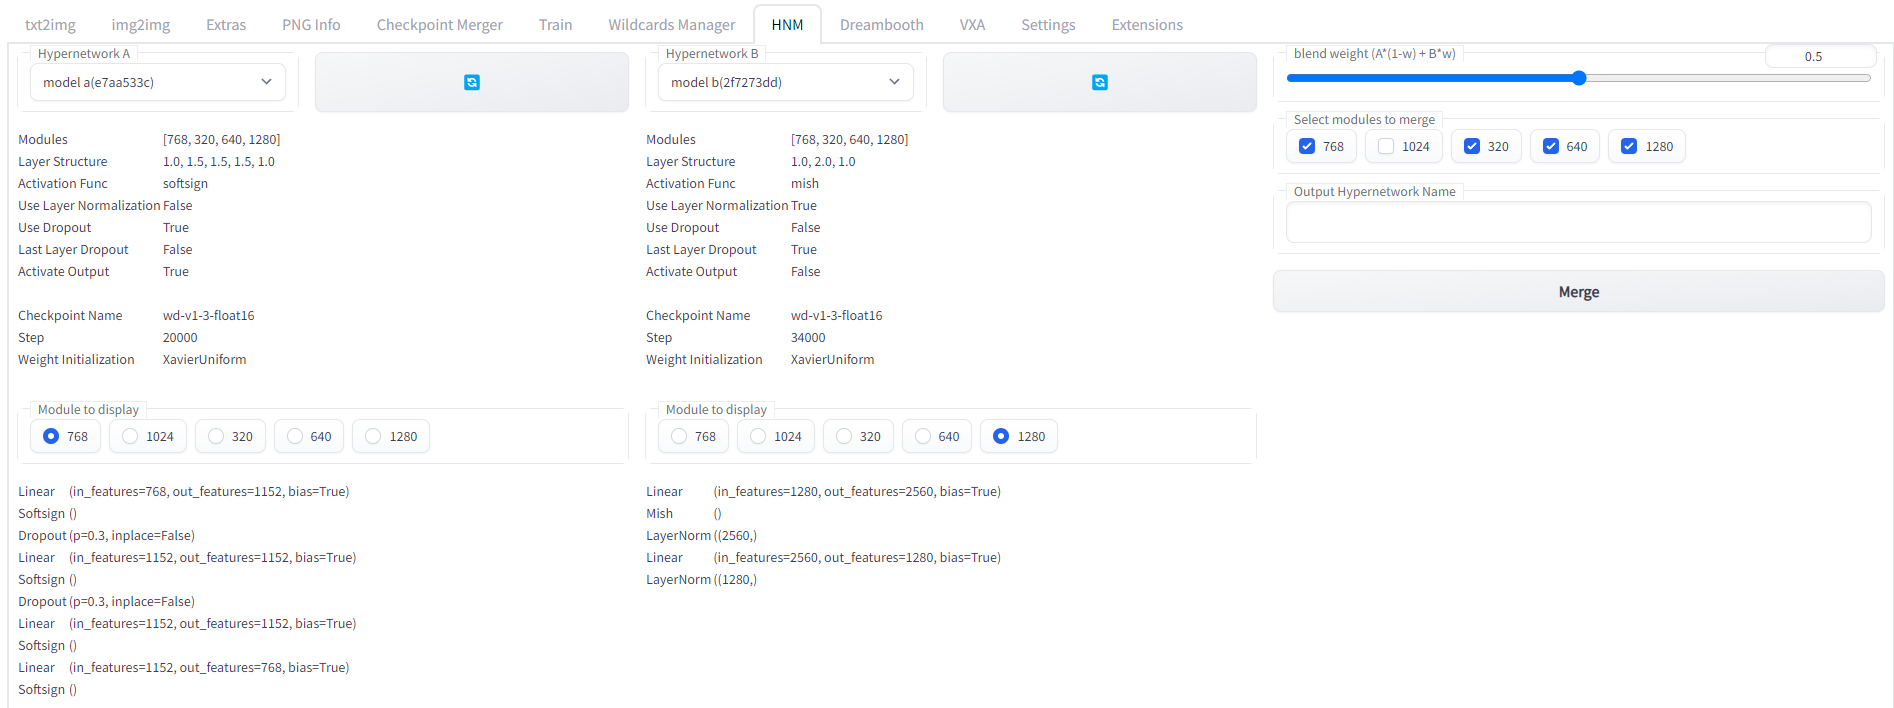 txt2img img2img Extras PNG Info Checkpoint Merger Train Wildcards Manager HNM Dreambooth VXA Settings Extensions
Hypernetwork A
model a(e7aa533c)
Modules [768, 320, 640, 1280]
Layer Structure 1.0, 1.5, 1.5, 1.5, 1.0
Activation Func softsign
Use Layer Normalization False
Use Dropout True
Last Layer Dropout False
Activate Output True
Checkpoint Name wd-v1-3-float16
Step 20000
Weight Initialization XavierUniform
Module to display
768 1024 320 640 1280
Linear (in_features=768, out_features=1152, bias=True)
Softsign ()
Dropout (p=0.3, inplace=False)
Linear (in_features=1152, out_features=1152, bias=True)
Softsign ()
Dropout (p=0.3, inplace=False)
Linear (in_features=1152, out_features=1152, bias=True)
Softsign ()
Linear (in_features=1152, out_features=768, bias=True)
Softsign ()
Hypernetwork B
model b(2f7273dd)
Modules [768, 320, 640, 1280]
Layer Structure 1.0, 2.0, 1.0
Activation Func mish
Use Layer Normalization True
Use Dropout False
Last Layer Dropout True
Activate Output False
Checkpoint Name wd-v1-3-float16
Step 34000
Weight Initialization XavierUniform
Module to display
768 1024 320 640 1280
Linear (in_features=1280, out_features=2560, bias=True)
Mish ()
LayerNorm ((2560,)
Linear (in_features=2560, out_features=1280, bias=True)
LayerNorm ((1280,)
blend weight (A*(1-w) + B*w) 0.5
Select modules to merge
768 1024 320 640 1280
Output Hypernetwork Name
Merge